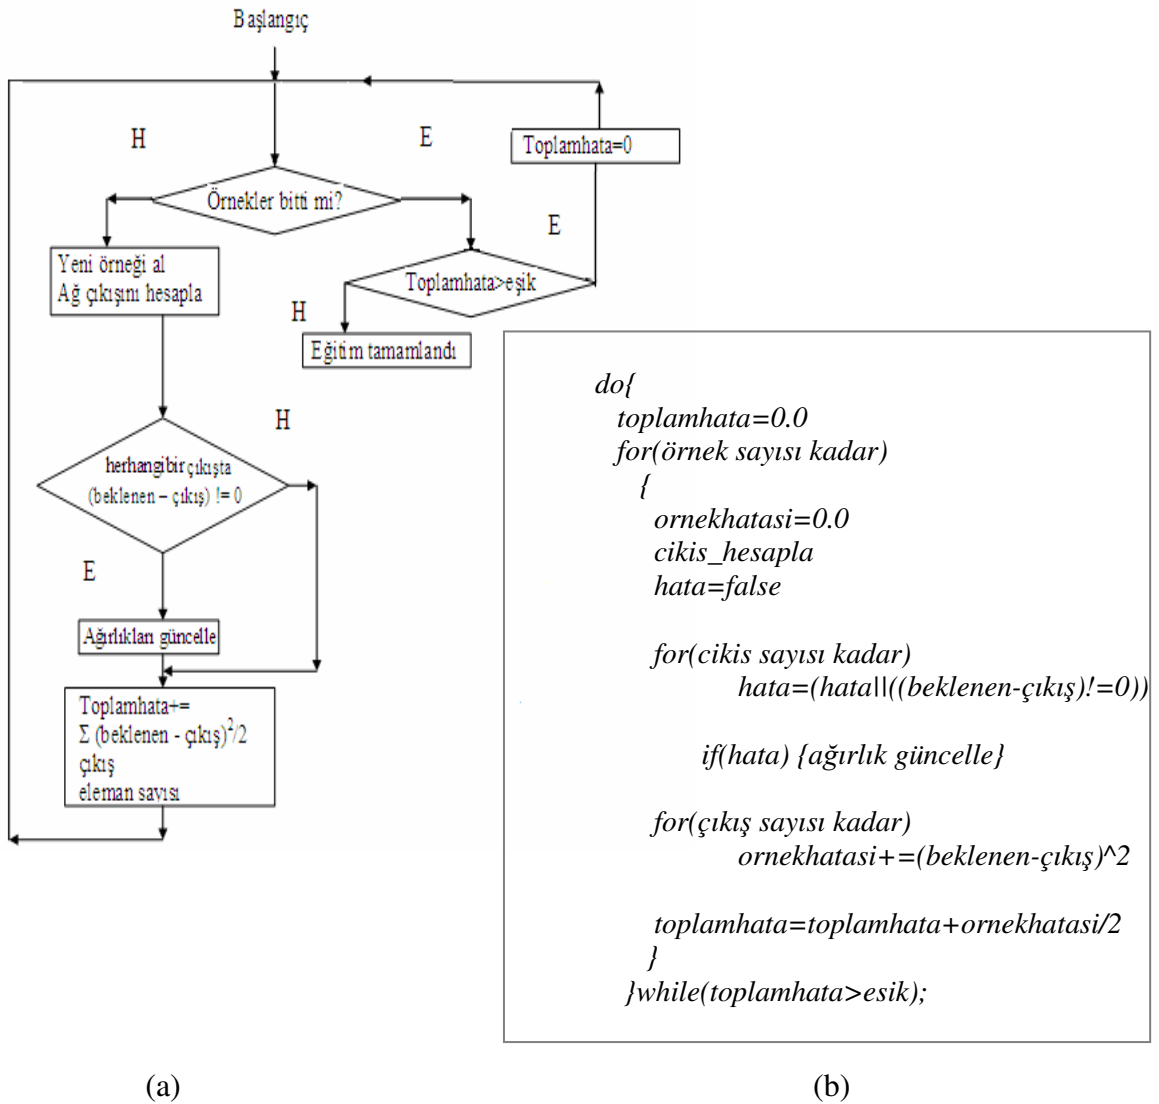 Başlangıç
H
E
Toplamhata=0
Örnekler bitti mi?
E
Yeni örneği al
Ağ çıkışını hesapla
Toplamhata>eşik
H
Eğitim tamamlandı
H
herhangibir çıkışta
(beklenen – çıkış) != 0
E
Ağırlıkları güncelle
Toplamhata+=
Σ (beklenen - çıkış)²/2
çıkış
eleman sayısı
do{
toplamhata=0.0
for(örnek sayısı kadar)
{
ornekhatasi=0.0
cikis_hesapla
hata=false
for(cikis sayısı kadar)
hata=(hata||((beklenen-çıkış)!=0))
if(hata) {ağırlık güncelle}
for(çıkış sayısı kadar)
ornekhatasi+=(beklenen-çıkış)^2
toplamhata=toplamhata+ornekhatasi/2
}
}while(toplamhata>esik);
(a)
(b)